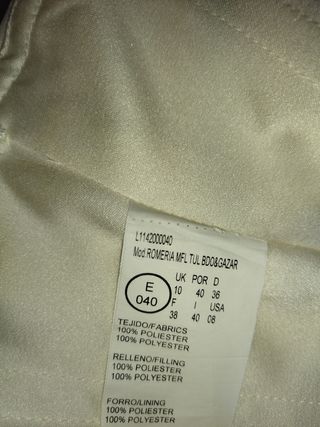 L1142000040
Mod.ROMERIA MFL TUL BDO&GAZAR
E
040
UK POR D
10 40 36
F I USA
38 40 08
TEJIDO/FABRICS
100% POLIESTER
100% POLYESTER
RELLENO/FILLING
100% POLIESTER
100% POLYESTER
FORRO/LINING
100% POLIESTER
100% POLYESTER